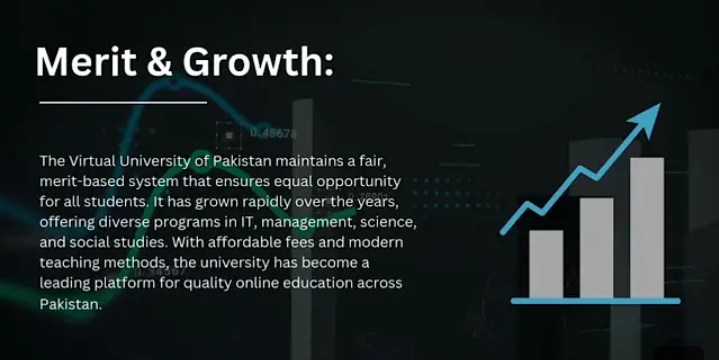 Merit & Growth:
0.45679
The Virtual University of Pakistan maintains a fair,
merit-based system that ensures equal opportunity
for all students. It has grown rapidly over the years,
offering diverse programs in IT, management, science,
and social studies. With affordable fees and modern
teaching methods, the university has become a
leading platform for quality online education across
Pakistan.